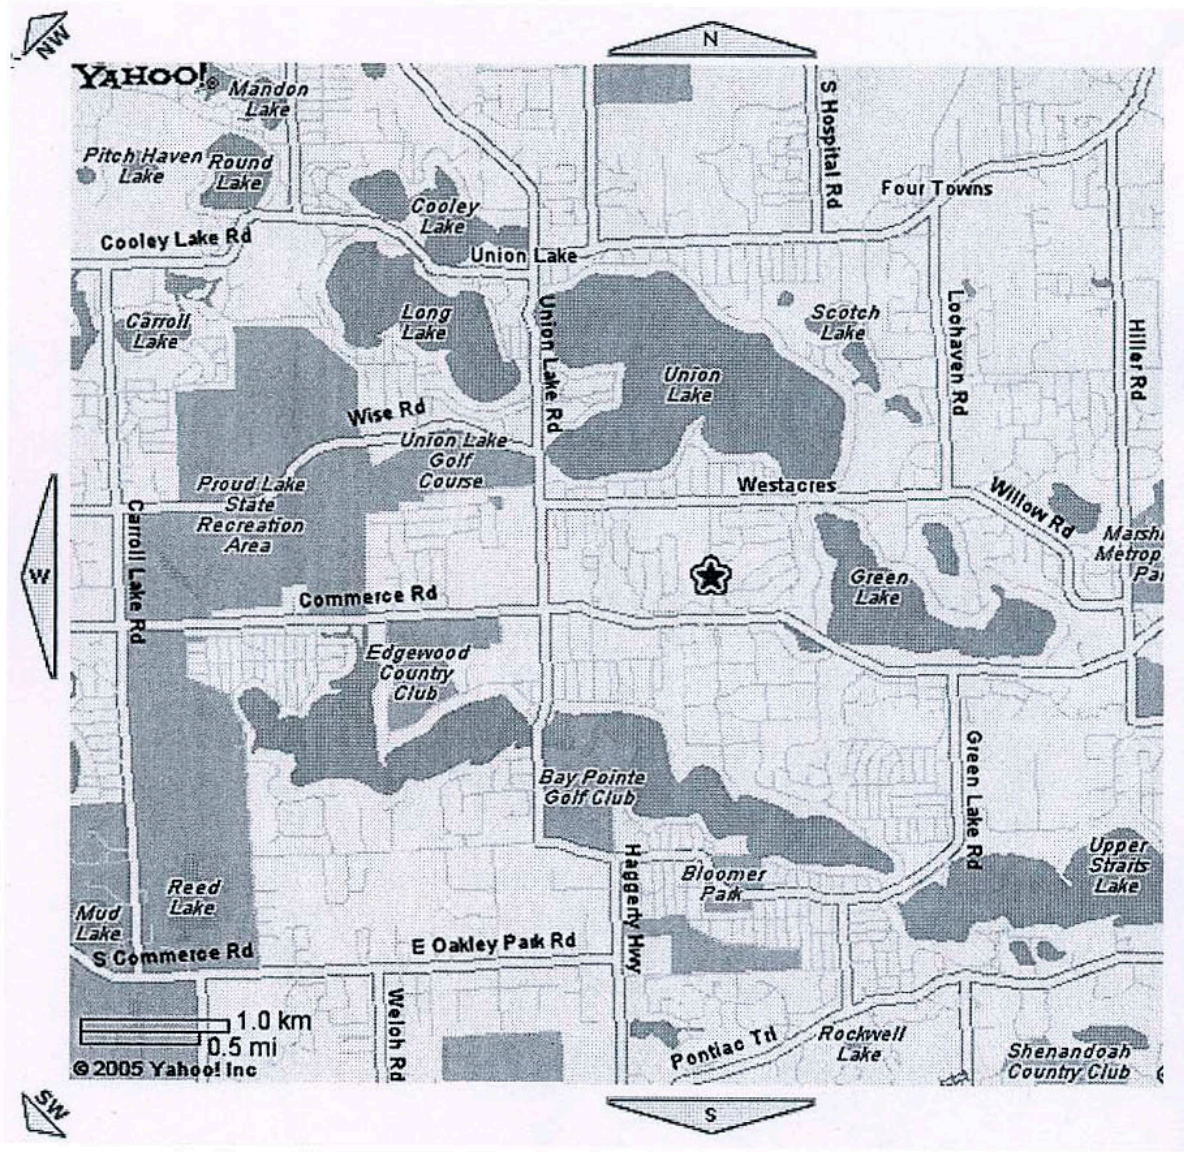 NW
N
YAHOO!
Mandon
Lake
Pitch Haven
Lake
Round
Lake
S Hospital Rd
Four Towns
Cooley
Lake
Cooley Lake Rd
Union Lake
Carroll
Lake
Long
Lake
Union Lake Rd
Union
Lake
Scotch
Lake
Loohaven Rd
Hiller Rd
Wise Rd
Union Lake
Golf
Course
Proud Lake
State
Recreation
Area
Westacres
Willow Rd
Carroll Lake Rd
Marsh
Metrop
Pa
W
Commerce Rd
Green
Lake
Edgewood
Country
Club
Green Lake Rd
Bay Pointe
Golf Club
Haggerty Hwy
Bloomer
Park
Upper
Straits
Lake
Reed
Lake
Mud
Lake
S Commerce Rd
E Oakley Park Rd
Welch Rd
1.0 km
0.5 mi
© 2005 Yahoo! Inc
Pontiac Trl
Rockwell
Lake
Shenandoah
Country Club
SW
S